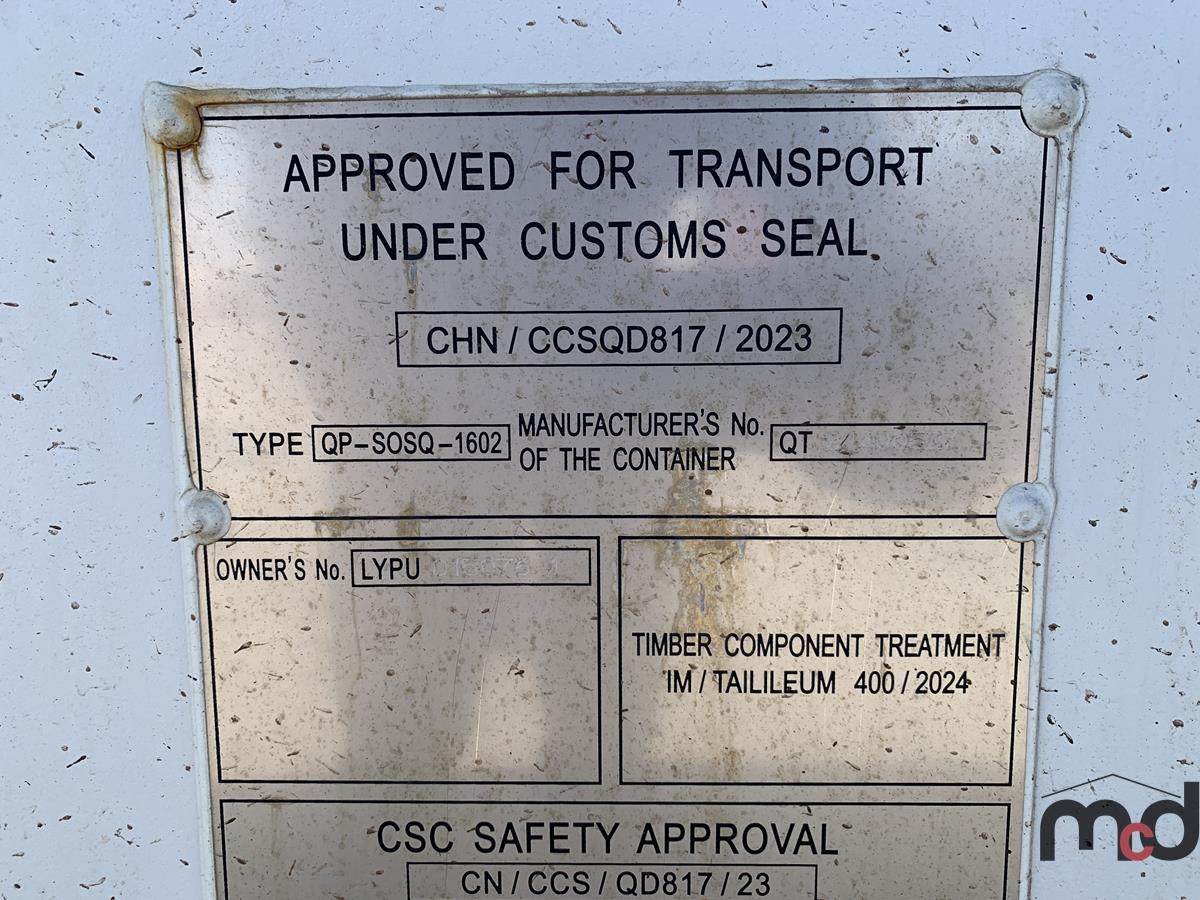 APPROVED FOR TRANSPORT
UNDER CUSTOMS SEAL
CHN / CCSQD817 / 2023
TYPE QP-SOSQ-1602 MANUFACTURER'S No. OF THE CONTAINER QT
OWNER'S No. LYPU
TIMBER COMPONENT TREATMENT
IM / TAILILEUM 400 / 2024
CSC SAFETY APPROVAL
CN / CCS / QD817 / 23
mcd